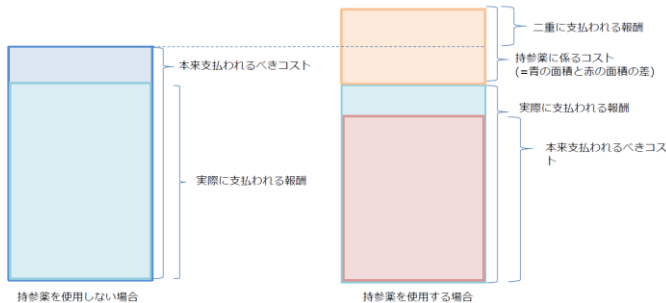 本来支払われるべきコスト
実際に支払われる報酬
持参薬を使用しない場合
二重に支払われる報酬
持参薬に係るコスト
(=青の面積と赤の面積の差)
実際に支払われる報酬
本来支払われるべきコス
ト
持参薬を使用する場合